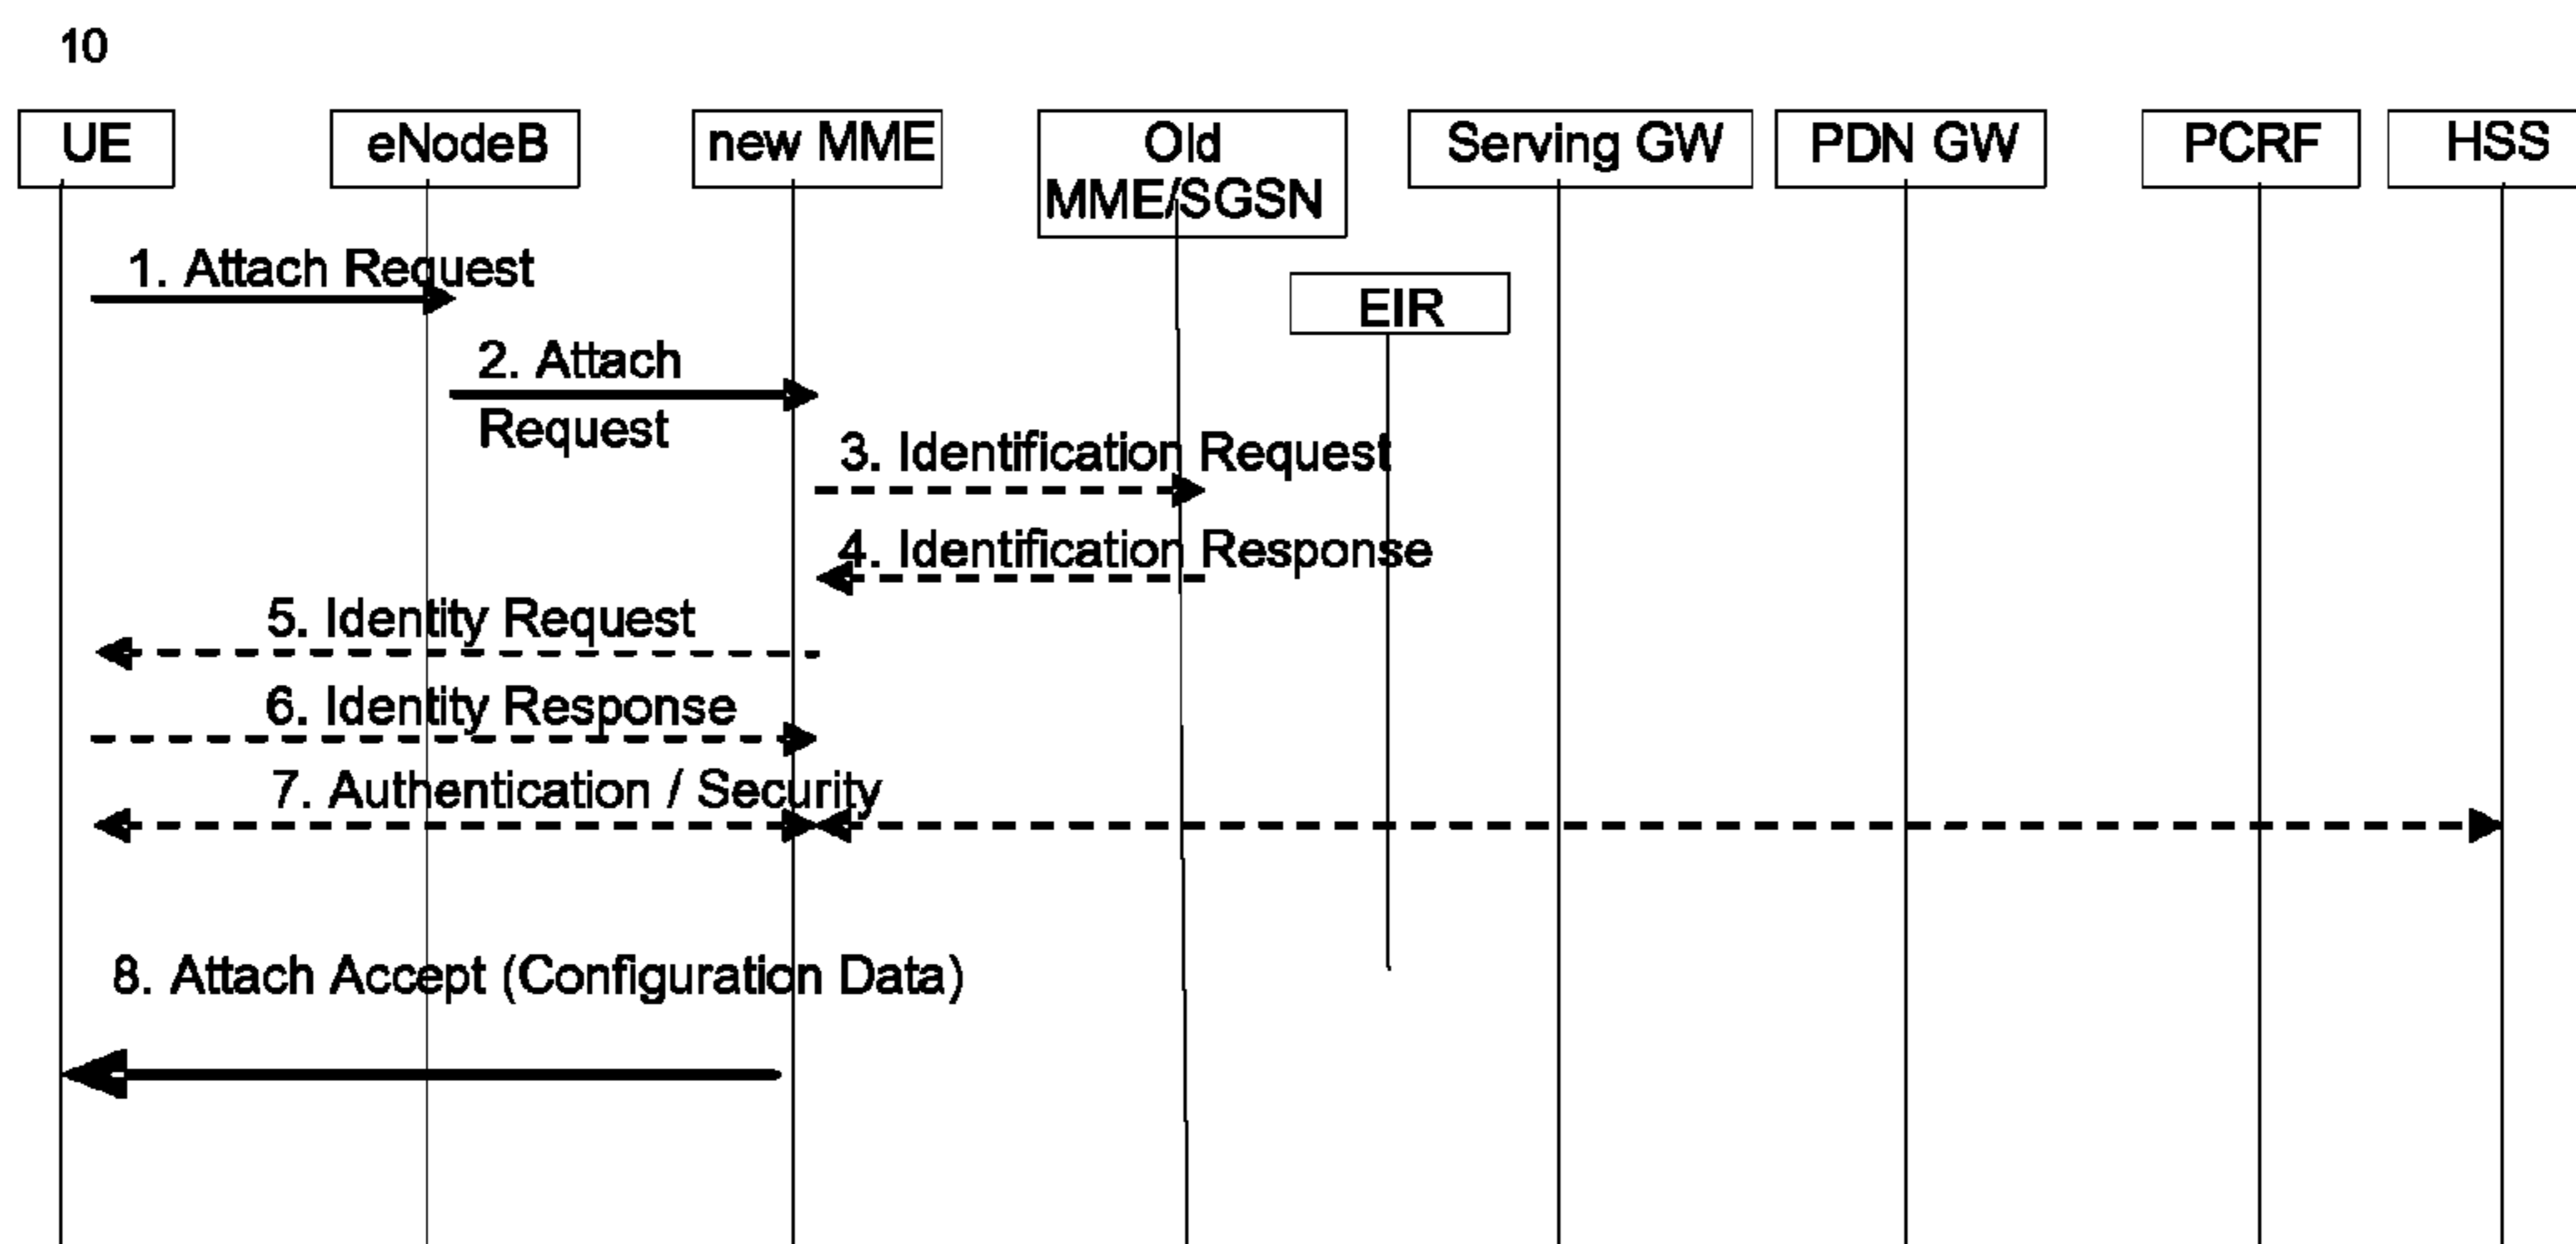 10
UE
eNodeB
new MME
Old
MME/SGSN
Serving GW
PDN GW
PCRF
HSS
EIR
1. Attach Request
2. Attach
Request
3. Identification Request
4. Identification Response
5. Identity Request
6. Identity Response
7. Authentication / Security
8. Attach Accept (Configuration Data)